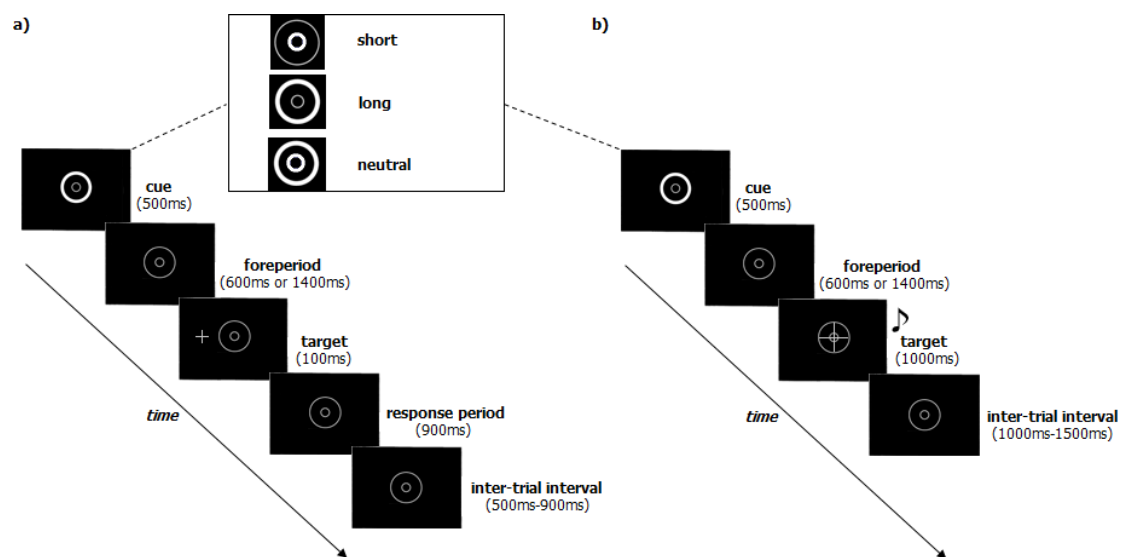 a)
short
long
neutral
cue
(500ms)
foreperiod
(600ms or 1400ms)
target
(100ms)
response period
(900ms)
inter-trial interval
(500ms-900ms)
time
b)
cue
(500ms)
foreperiod
(600ms or 1400ms)
target
(1000ms)
inter-trial interval
(1000ms-1500ms)
time